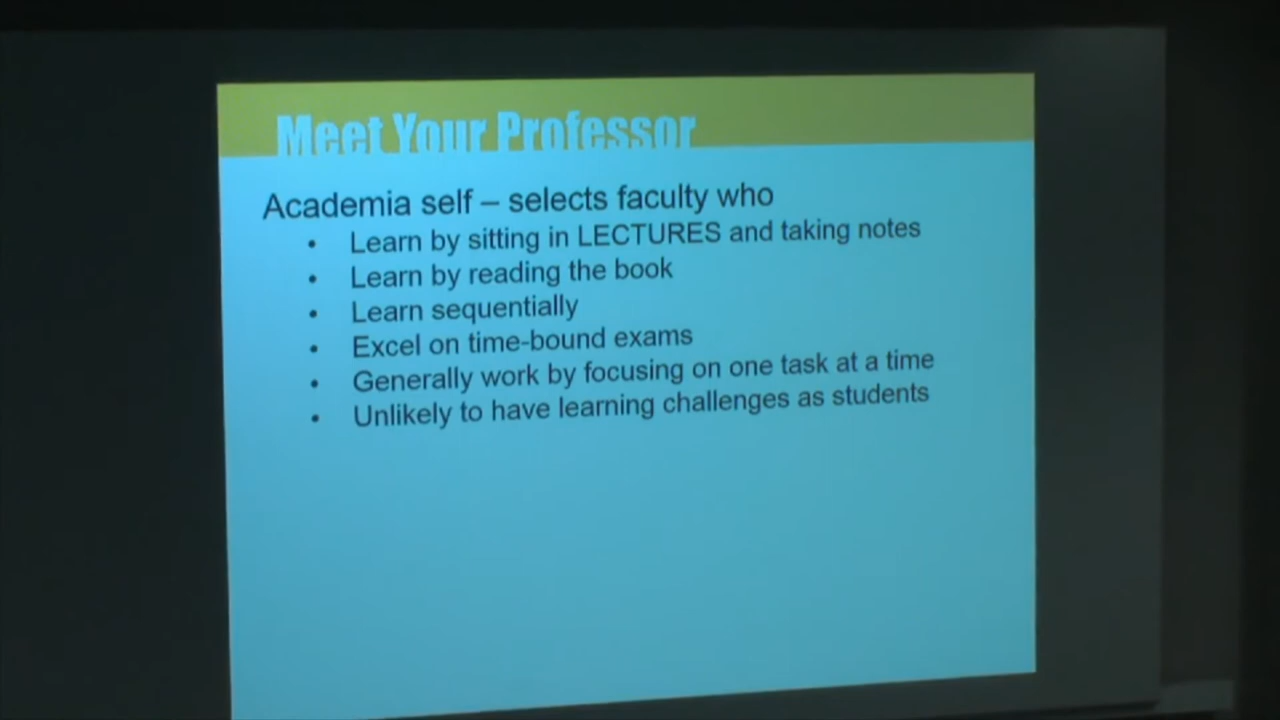 Meet Your Professor
Academia self – selects faculty who
• Learn by sitting in LECTURES and taking notes
• Learn by reading the book
• Learn sequentially
• Excel on time-bound exams
• Generally work by focusing on one task at a time
• Unlikely to have learning challenges as students